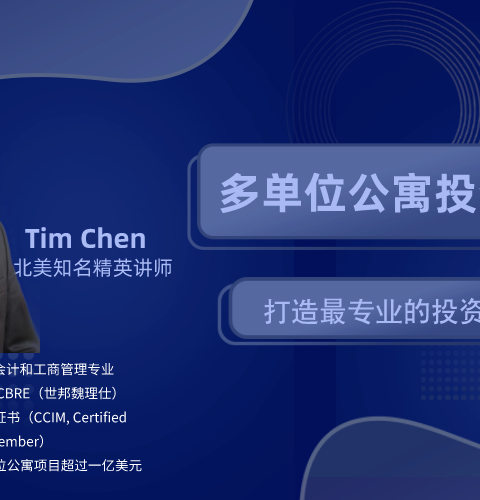 多单位公寓投
Tim Chen
北美知名精英讲师
打造最专业的投资
会计和工商管理专业
CBRE（世邦魏理仕）
证书（CCIM, Certified
ember）
位公寓项目超过一亿美元